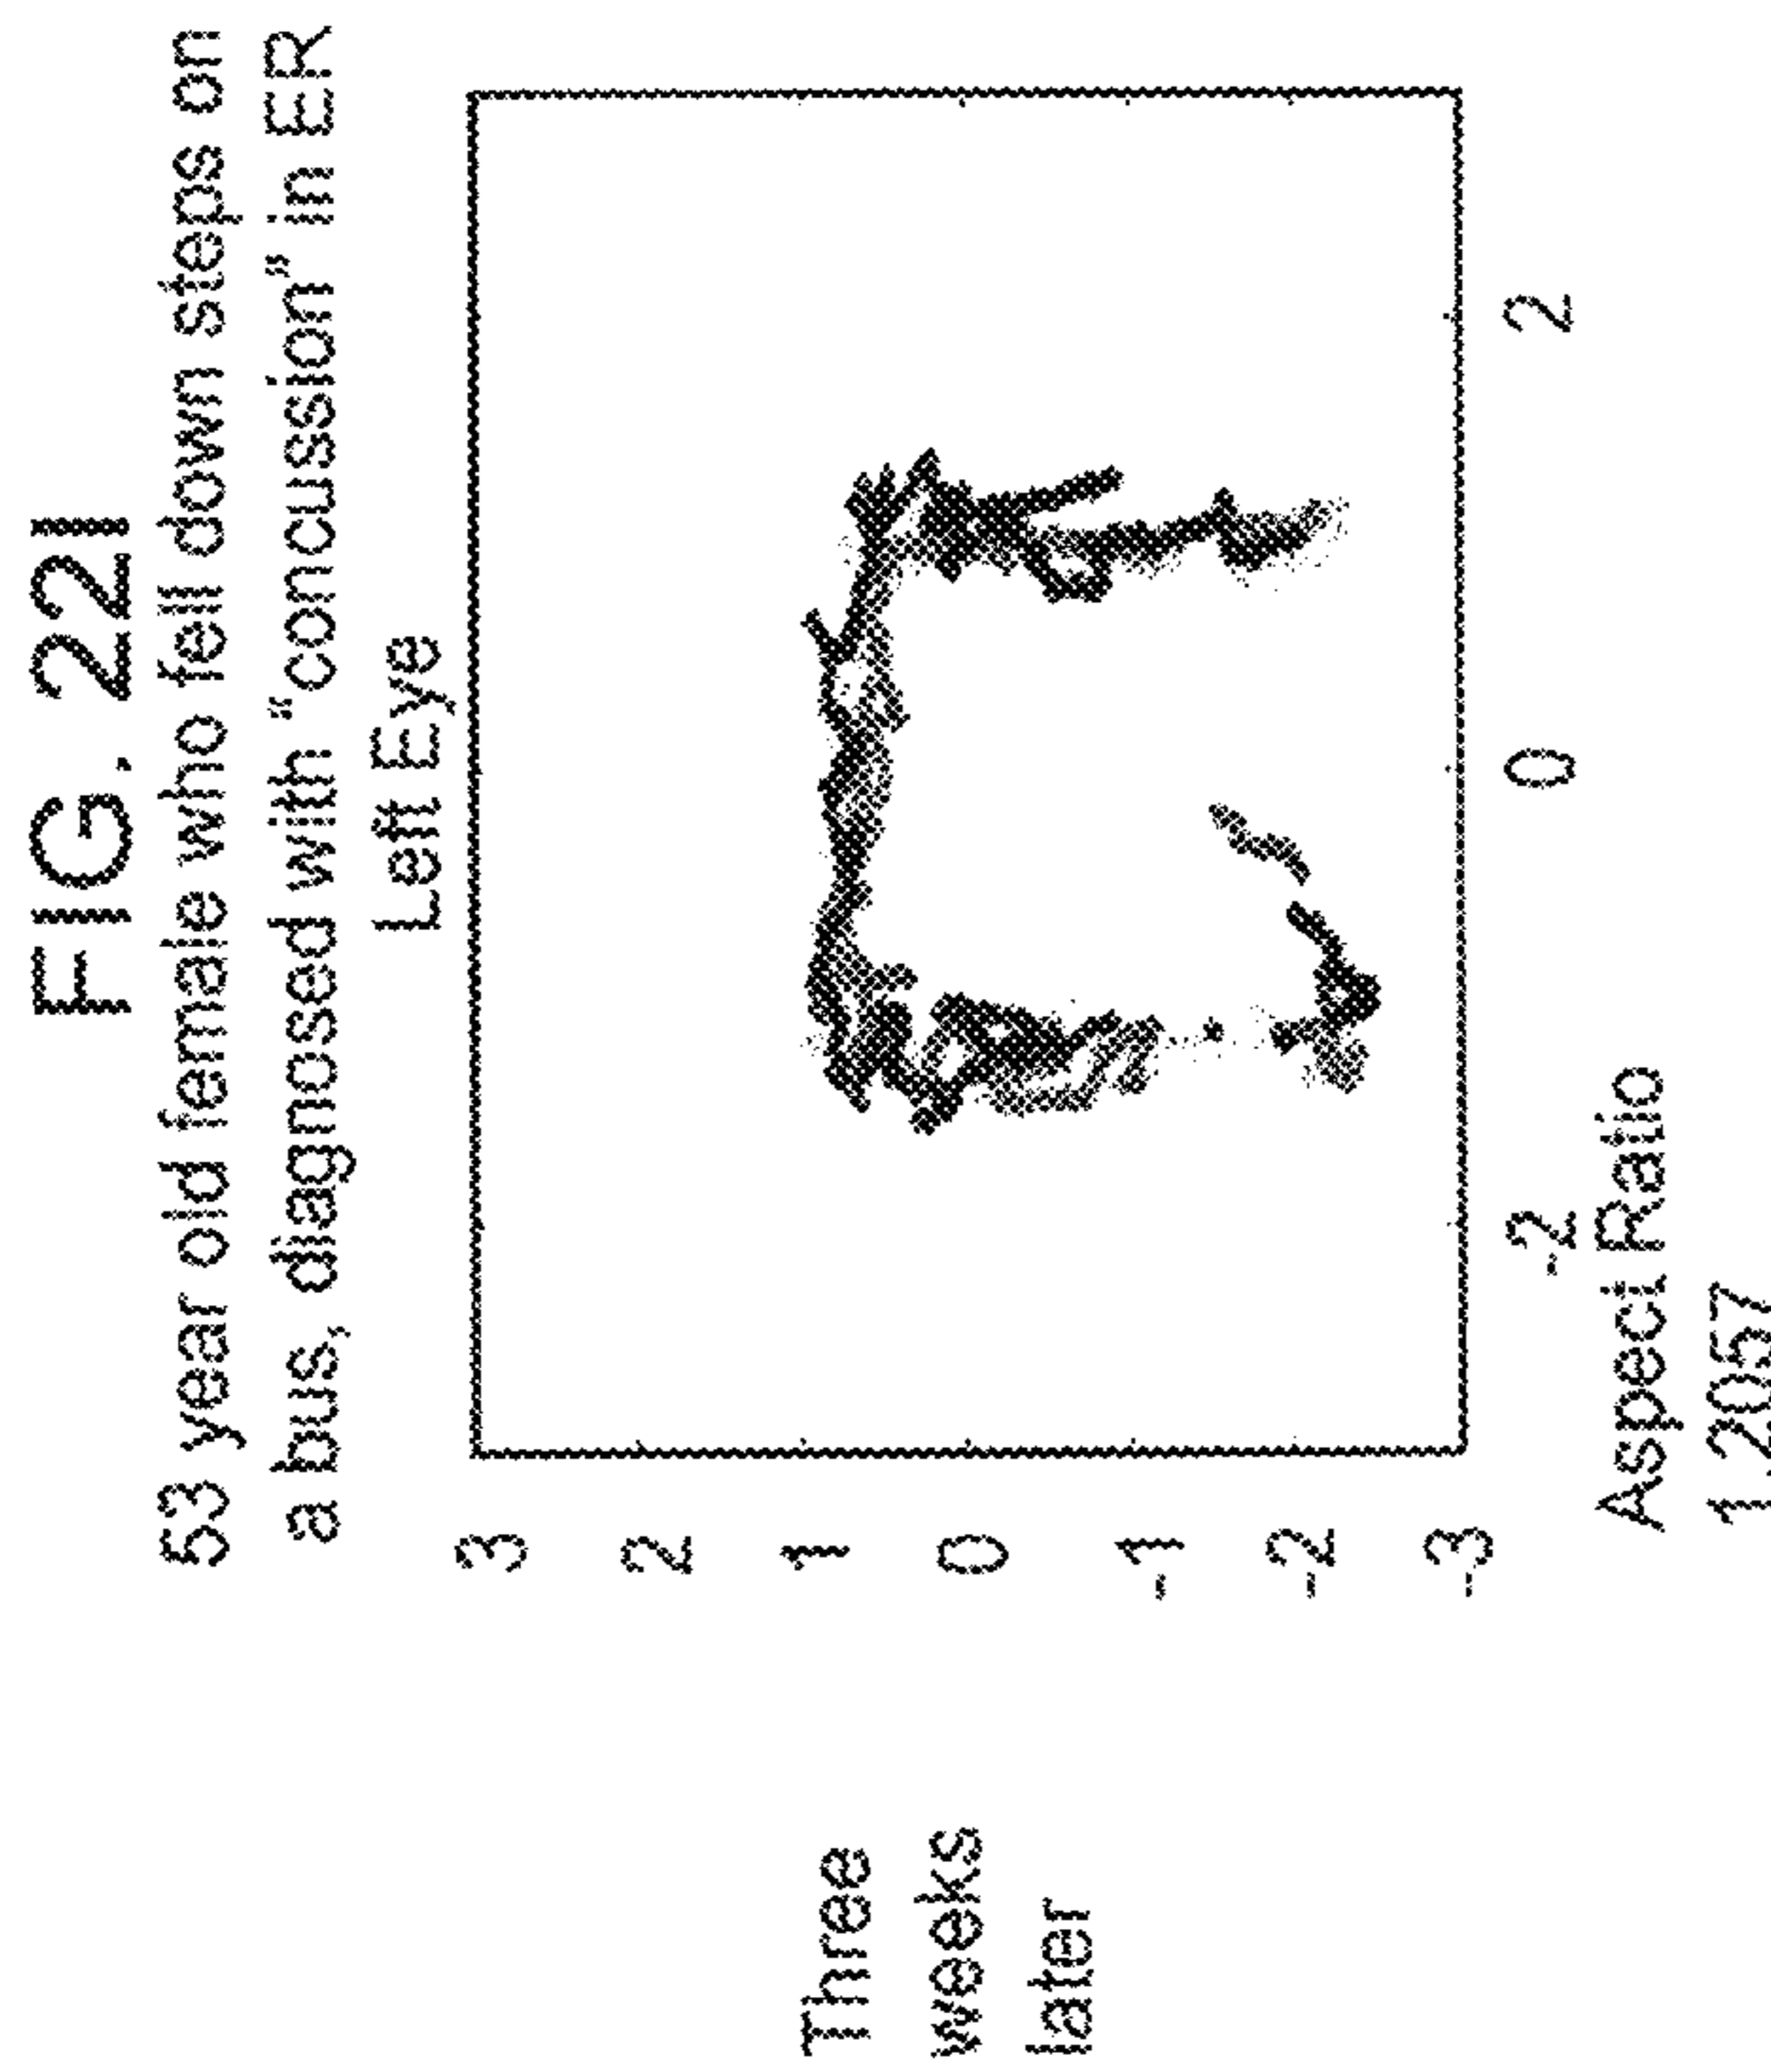 FIG. 22I
53 year old female who fell down steps on
a bus, diagnosed with "concussion" in ER
Left Eye
Three
weeks
later
3
2
1
0
-1
-2
-3
-2 0 2
Aspect Ratio
1.2057